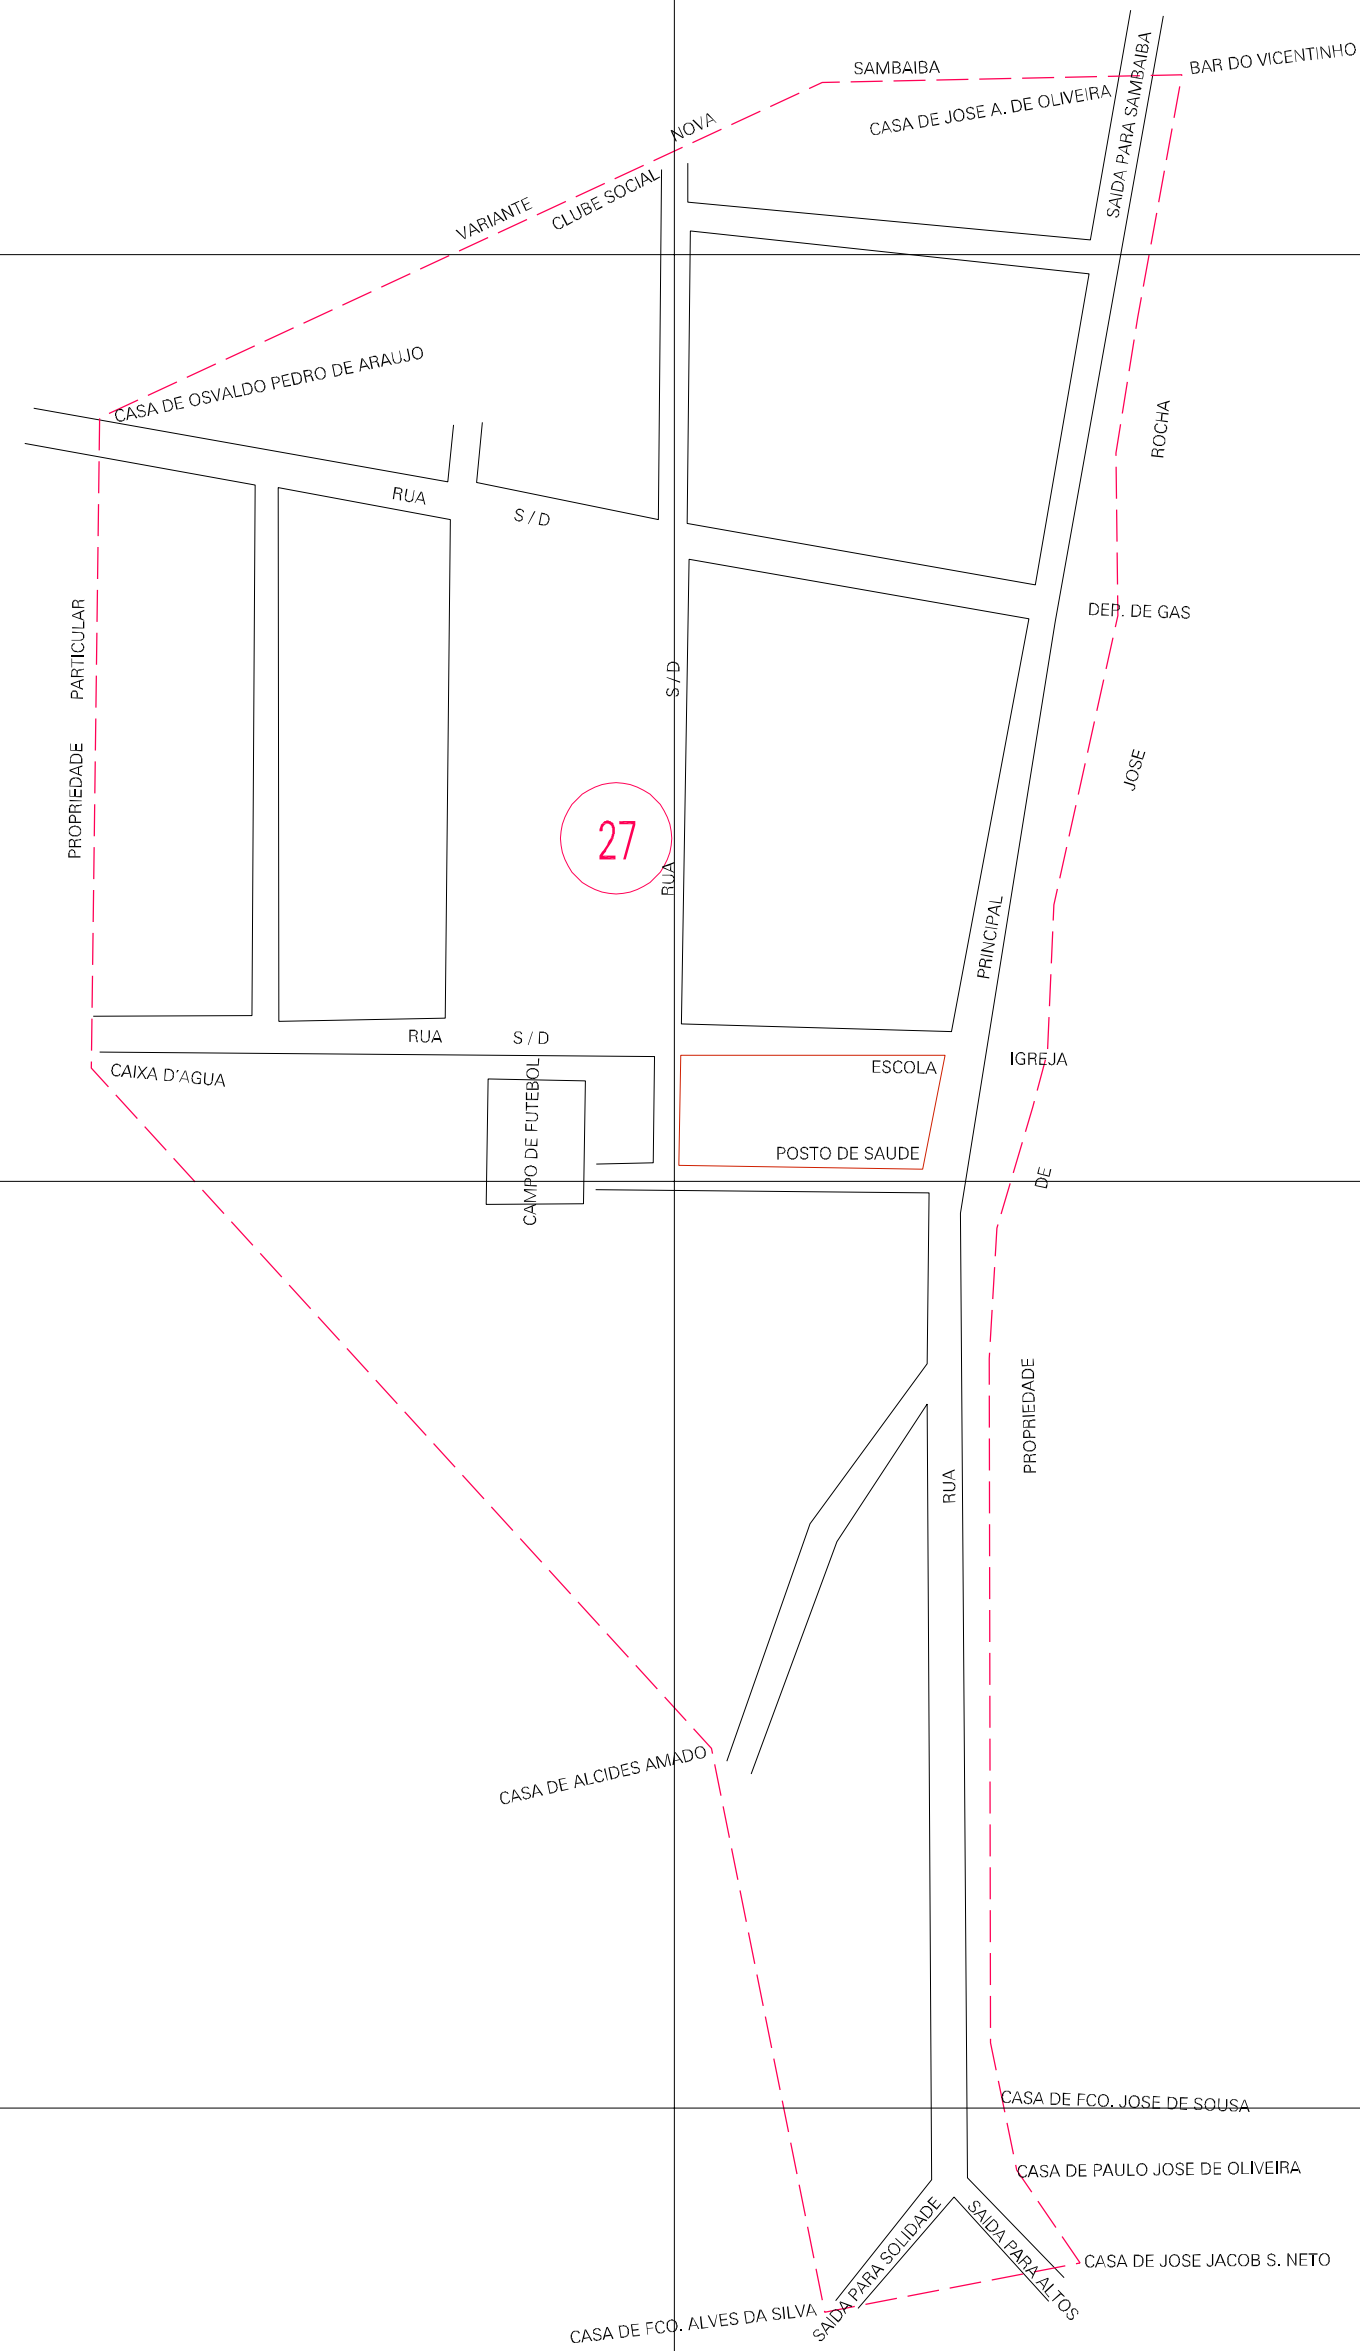 SAMBAIBA
BAR DO VICENTINHO
CASA DE JOSE A. DE OLIVEIRA
SAIDA PARA SAMBAIBA
NOVA
VARIANTE
CLUBE SOCIAL
CASA DE OSVALDO PEDRO DE ARAUJO
ROCHA
RUA
S / D
DEP. DE GAS
PARTICULAR
S / D
PROPRIEDADE
JOSE
27
RUA
PRINCIPAL
RUA
S / D
IGREJA
ESCOLA
CAIXA D'AGUA
CAMPO DE FUTEBOL
POSTO DE SAUDE
DE
PROPRIEDADE
RUA
CASA DE ALCIDES AMADO
CASA DE FCO. JOSE DE SOUSA
CASA DE PAULO JOSE DE OLIVEIRA
SAIDA PARA SOLIDADE
SAIDA PARA ALTOS
CASA DE JOSE JACOB S. NETO
CASA DE FCO. ALVES DA SILVA